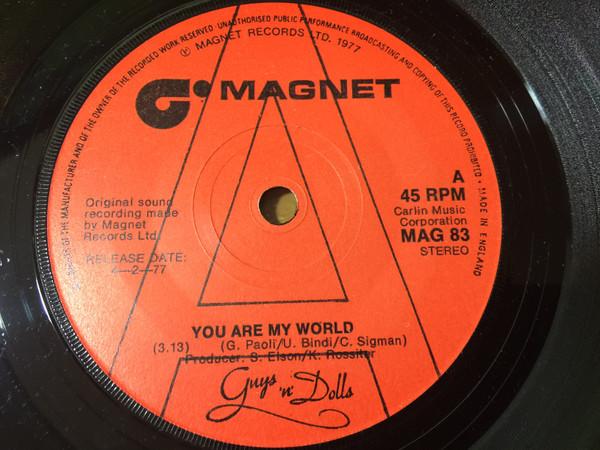 OF THE MANUFACTURER AND OF THE OWNER OF THE RECORDED WORK RESERVED · UNAUTHORISED PUBLIC PERFORMANCE BROADCASTING AND COPYING OF THIS RECORD PROHIBITED · MADE IN ENGLAND
℗ MAGNET RECORDS LTD. 1977
MAGNET
A
45 RPM
Carlin Music
Corporation
MAG 83
STEREO
Original sound
recording made
by Magnet
Records Ltd.
RELEASE DATE:
4—2—77
YOU ARE MY WORLD
(3.13) (G. Paoli/U. Bindi/C. Sigman)
Producer: S. Elson/K. Rossiter
Guys 'n' Dolls